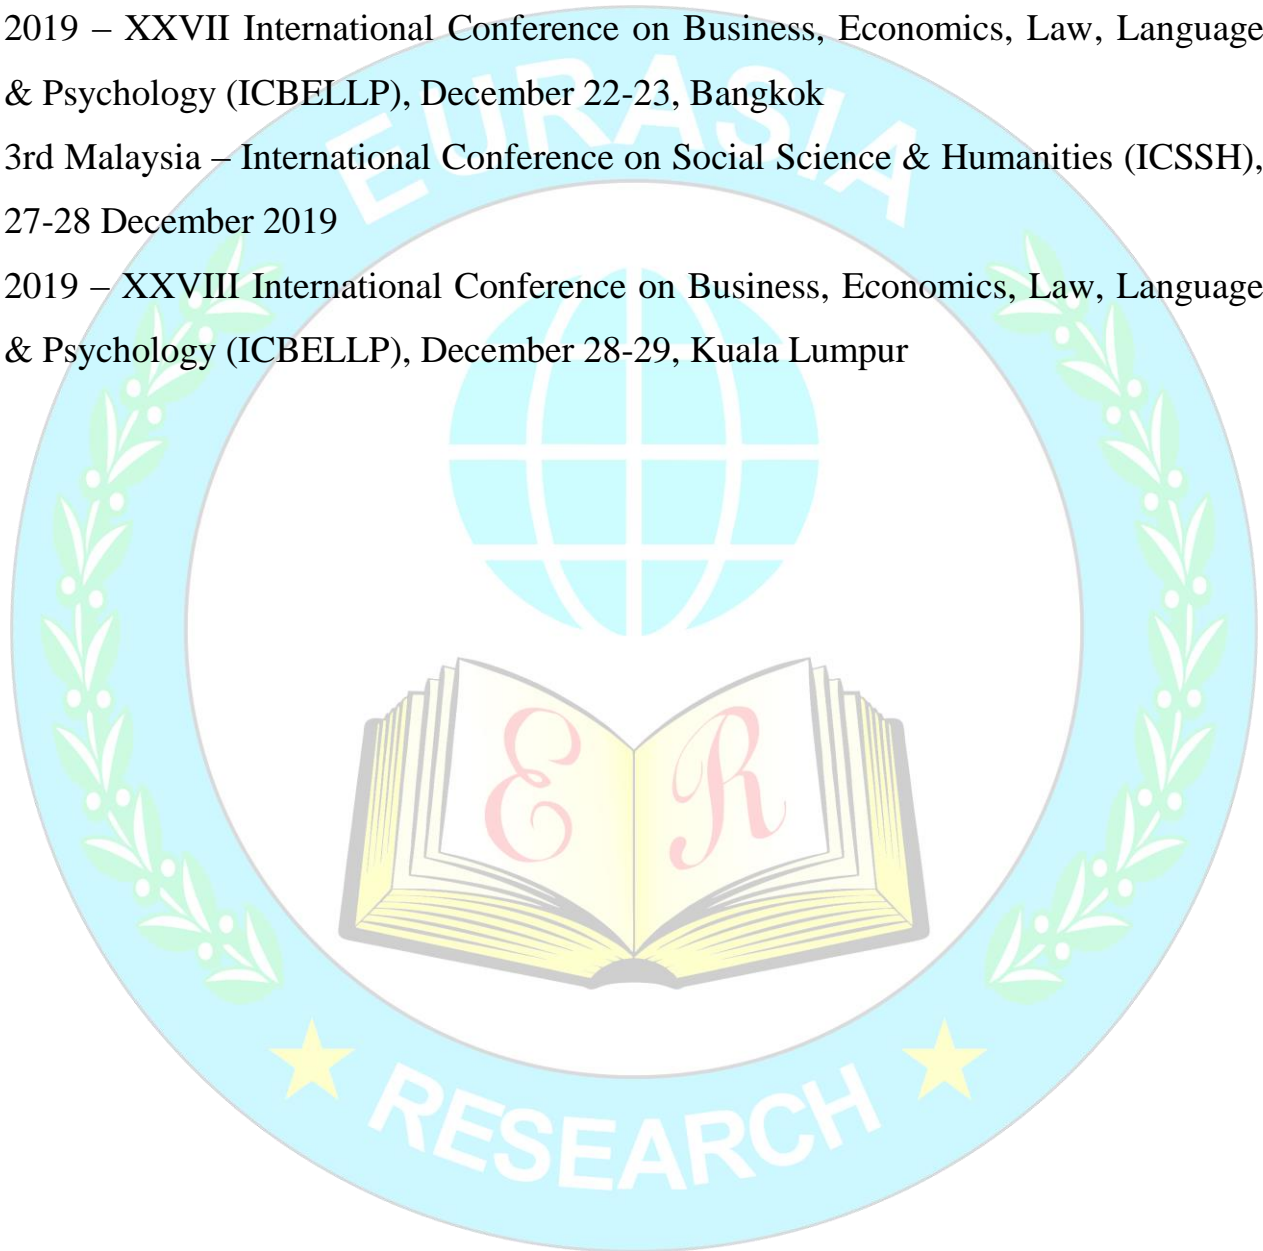 2019 – XXVII International Conference on Business, Economics, Law, Language
& Psychology (ICBELLP), December 22-23, Bangkok
3rd Malaysia – International Conference on Social Science & Humanities (ICSSH),
27-28 December 2019
2019 – XXVIII International Conference on Business, Economics, Law, Language
& Psychology (ICBELLP), December 28-29, Kuala Lumpur
EURASIA
E R
RESEARCH